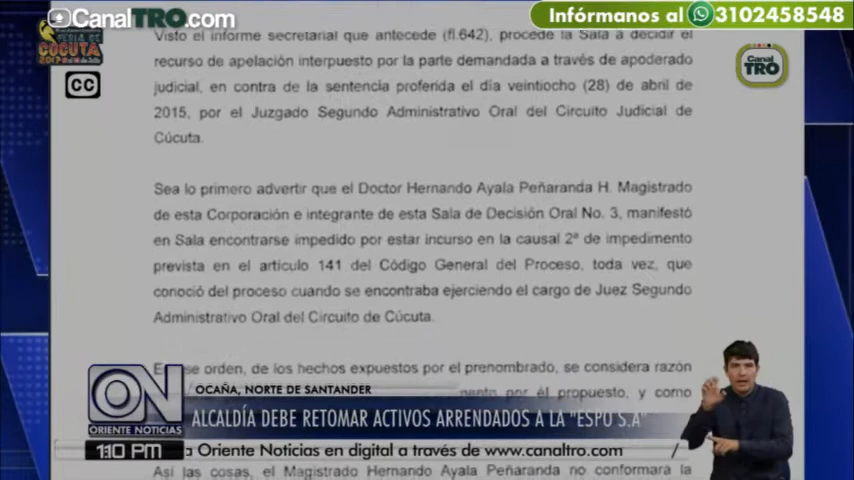 CanalTRO.com
Infórmanos al 3102458548
FERIA DE
CÚCUTA
2017
CC
Canal
TRO
Visto el informe secretarial que antecede (fl.642), procede la Sala a decidir el
recurso de apelación interpuesto por la parte demandada a través de apoderado
judicial, en contra de la sentencia proferida el día veintiocho (28) de abril de
2015, por el Juzgado Segundo Administrativo Oral del Circuito Judicial de
Cúcuta.
Sea lo primero advertir que el Doctor Hernando Ayala Peñaranda H. Magistrado
de esta Corporación e integrante de esta Sala de Decisión Oral No. 3, manifestó
en Sala encontrarse impedido por estar incurso en la causal 2ª de impedimento
prevista en el artículo 141 del Código General del Proceso, toda vez, que
conoció del proceso cuando se encontraba ejerciendo el cargo de Juez Segundo
Administrativo Oral del Circuito de Cúcuta.
se orden, de los hechos expuestos por el prenombrado, se considera razón
por él propuesto, y como
ON
ORIENTE NOTICIAS
1:10 PM
OCAÑA, NORTE DE SANTANDER
ALCALDÍA DEBE RETOMAR ACTIVOS ARRENDADOS A LA "ESPO S.A"
a Oriente Noticias en digital a través de www.canaltro.com
Así las cosas, el Magistrado Hernando Ayala Peñaranda no conformará la